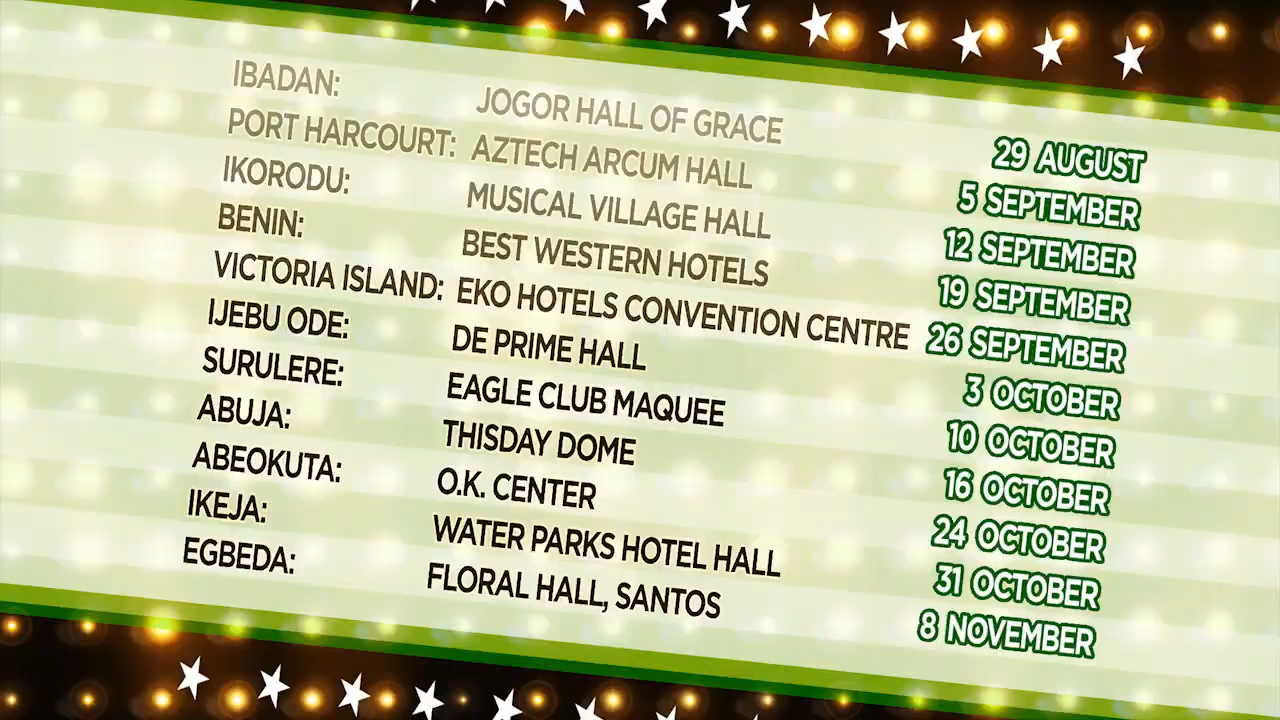 IBADAN: JOGOR HALL OF GRACE 29 AUGUST
PORT HARCOURT: AZTECH ARCUM HALL 5 SEPTEMBER
IKORODU: MUSICAL VILLAGE HALL 12 SEPTEMBER
BENIN: BEST WESTERN HOTELS 19 SEPTEMBER
VICTORIA ISLAND: EKO HOTELS CONVENTION CENTRE 26 SEPTEMBER
IJEBU ODE: DE PRIME HALL 3 OCTOBER
SURULERE: EAGLE CLUB MAQUEE 10 OCTOBER
ABUJA: THISDAY DOME 16 OCTOBER
ABEOKUTA: O.K. CENTER 24 OCTOBER
IKEJA: WATER PARKS HOTEL HALL 31 OCTOBER
EGBEDA: FLORAL HALL, SANTOS 8 NOVEMBER